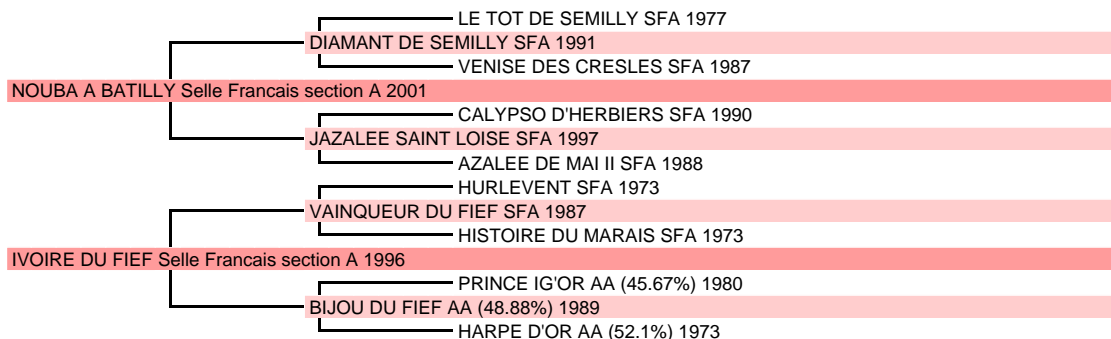 LE TOT DE SEMILLY SFA 1977
DIAMANT DE SEMILLY SFA 1991
VENISE DES CRESLES SFA 1987
NOUBA A BATILLY Selle Francais section A 2001
CALYPSO D'HERBIERS SFA 1990
JAZALEE SAINT LOISE SFA 1997
AZALEE DE MAI II SFA 1988
HURLEVENT SFA 1973
VAINQUEUR DU FIEF SFA 1987
HISTOIRE DU MARAIS SFA 1973
IVOIRE DU FIEF Selle Francais section A 1996
PRINCE IG'OR AA (45.67%) 1980
BIJOU DU FIEF AA (48.88%) 1989
HARPE D'OR AA (52.1%) 1973